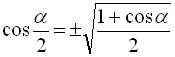 cos α/2 = ±√((1 + cos α)/2)